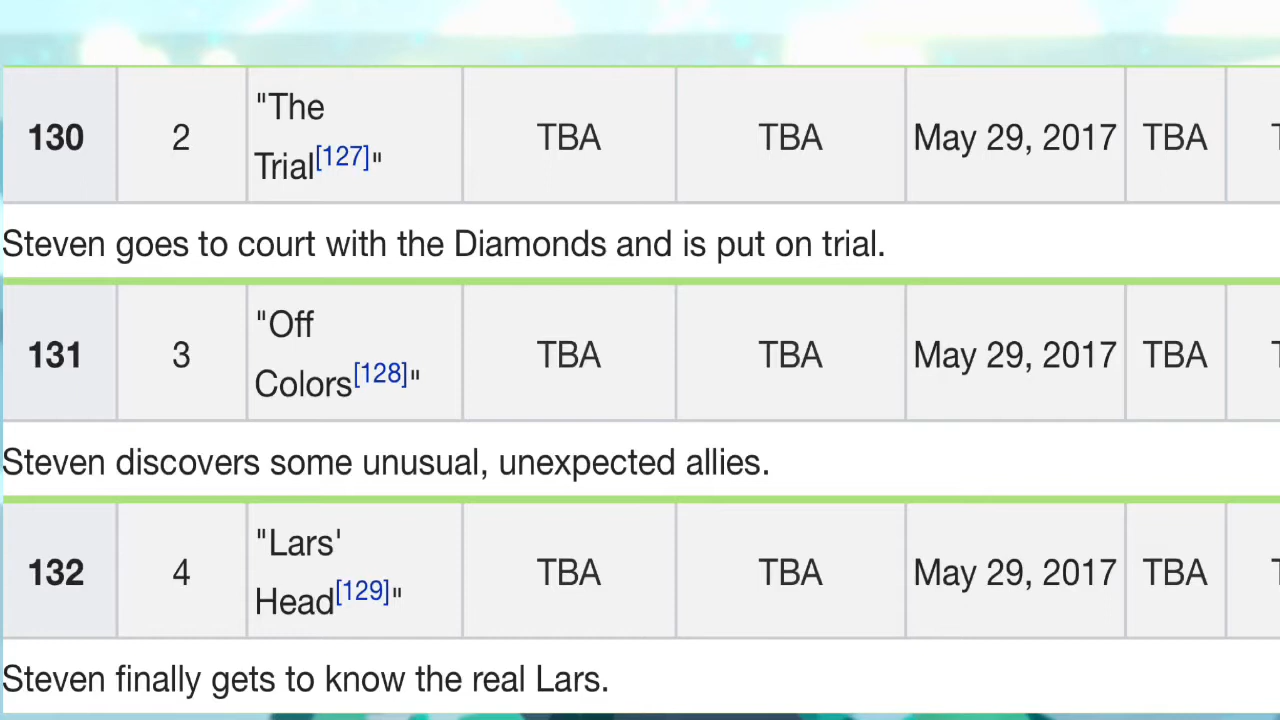 130 2 "The Trial[127]" TBA TBA May 29, 2017 TBA T
Steven goes to court with the Diamonds and is put on trial.
131 3 "Off Colors[128]" TBA TBA May 29, 2017 TBA T
Steven discovers some unusual, unexpected allies.
132 4 "Lars' Head[129]" TBA TBA May 29, 2017 TBA T
Steven finally gets to know the real Lars.